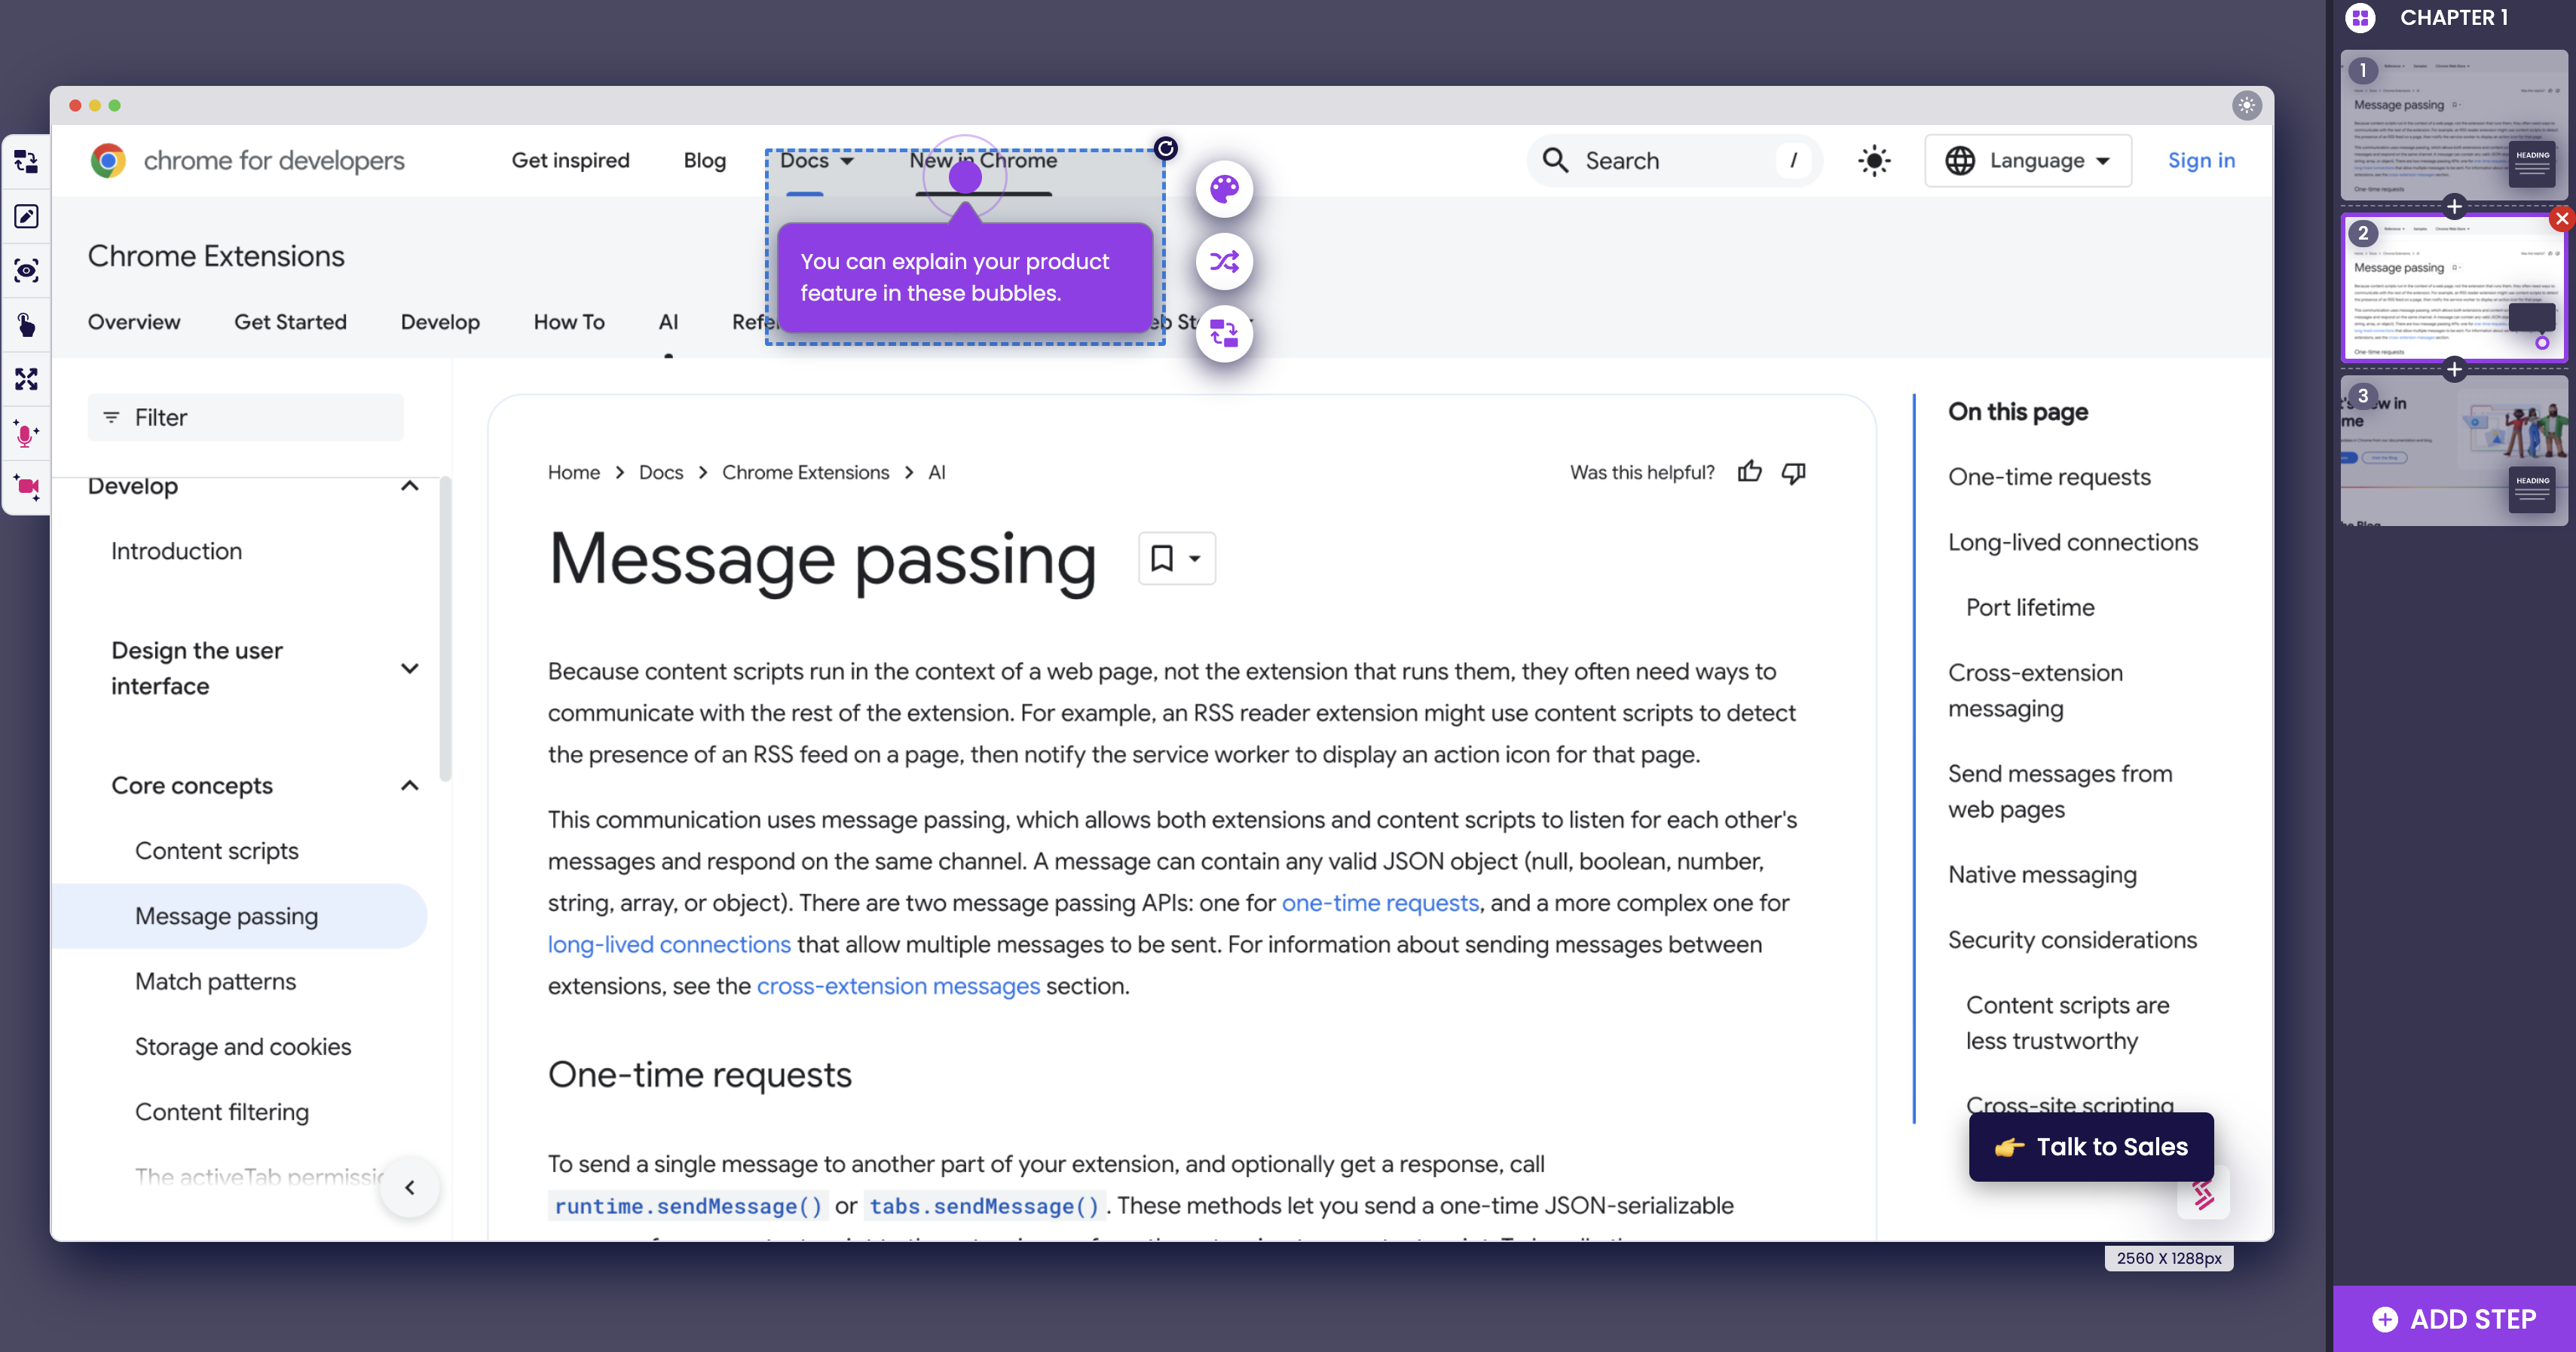 chrome for developers
Get inspired
Blog
Docs
New in Chrome
Search
/
Language
Sign in
Chrome Extensions
Overview
Get Started
Develop
How To
AI
You can explain your product
feature in these bubbles.
Filter
Develop
Introduction
Design the user
interface
Core concepts
Content scripts
Message passing
Match patterns
Storage and cookies
Content filtering
The activeTab
Home > Docs > Chrome Extensions > AI
Was this helpful?
Message passing
Because content scripts run in the context of a web page, not the extension that runs them, they often need ways to
communicate with the rest of the extension. For example, an RSS reader extension might use content scripts to detect
the presence of an RSS feed on a page, then notify the service worker to display an action icon for that page.
This communication uses message passing, which allows both extensions and content scripts to listen for each other's
messages and respond on the same channel. A message can contain any valid JSON object (null, boolean, number,
string, array, or object). There are two message passing APIs: one for one-time requests, and a more complex one for
long-lived connections that allow multiple messages to be sent. For information about sending messages between
extensions, see the cross-extension messages section.
One-time requests
To send a single message to another part of your extension, and optionally get a response, call
runtime.sendMessage() or tabs.sendMessage(). These methods let you send a one-time JSON-serializable
On this page
One-time requests
Long-lived connections
Port lifetime
Cross-extension
messaging
Send messages from
web pages
Native messaging
Security considerations
Content scripts are
less trustworthy
Cross-site scripting
👉 Talk to Sales
2560 X 1288px
CHAPTER 1
1
Message passing
HEADING
One-time requests
2
Message passing
One-time requests
3
HEADING
ADD STEP